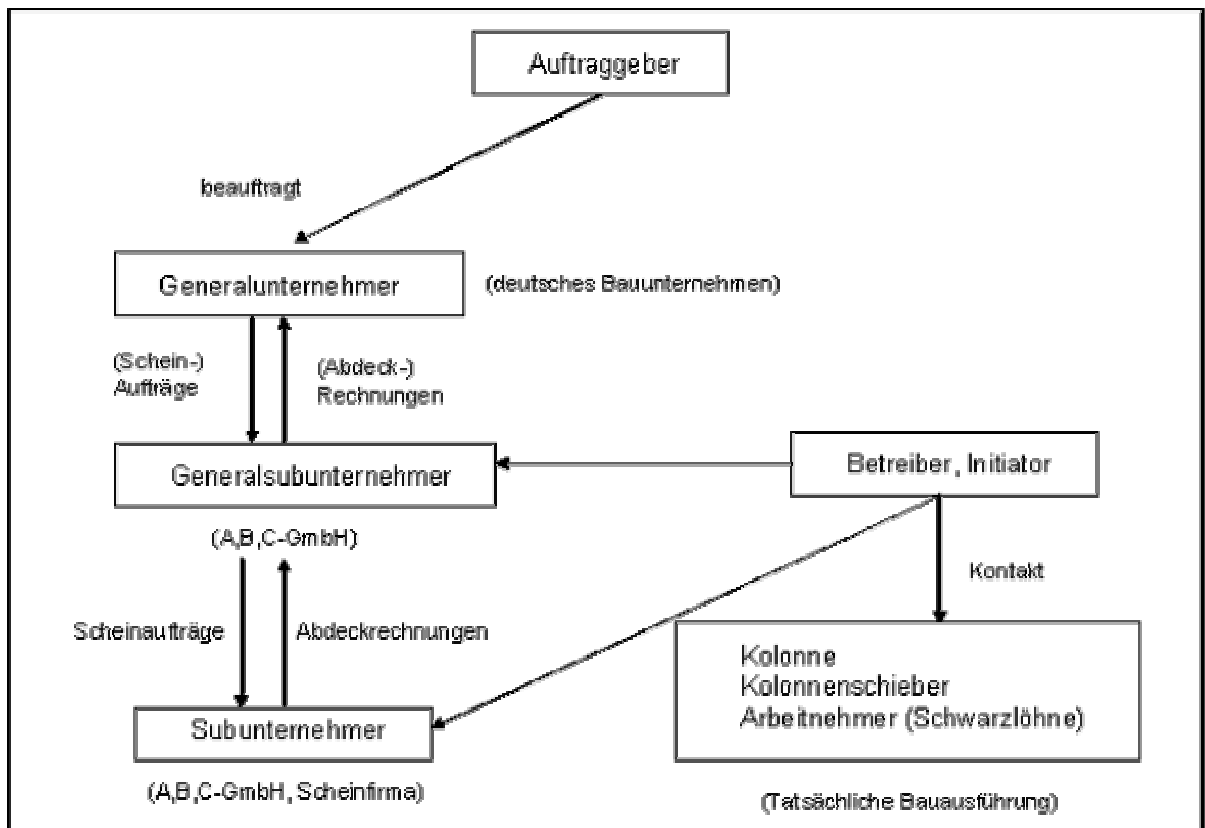 Auftraggeber
beauftragt
Generalunternehmer
(deutsches Bauunternehmen)
(Schein-)
Aufträge
(Abdeck-)
Rechnungen
Generalsubunternehmer
Betreiber, Initiator
(A,B,C-GmbH)
Kontakt
Scheinaufträge
Abdeckrechnungen
Kolonne
Kolonnenschieber
Arbeitnehmer (Schwarzlöhne)
Subunternehmer
(A,B,C-GmbH, Scheinfirma)
(Tatsächliche Bauausführung)